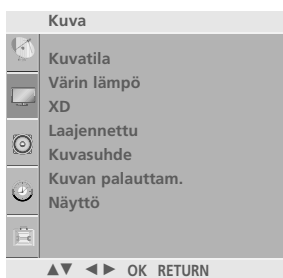 Kuva
Kuvatila
Värin lämpö
XD
Laajennettu
Kuvasuhde
Kuvan palauttam.
Näyttö
▲▼ ◄► OK RETURN